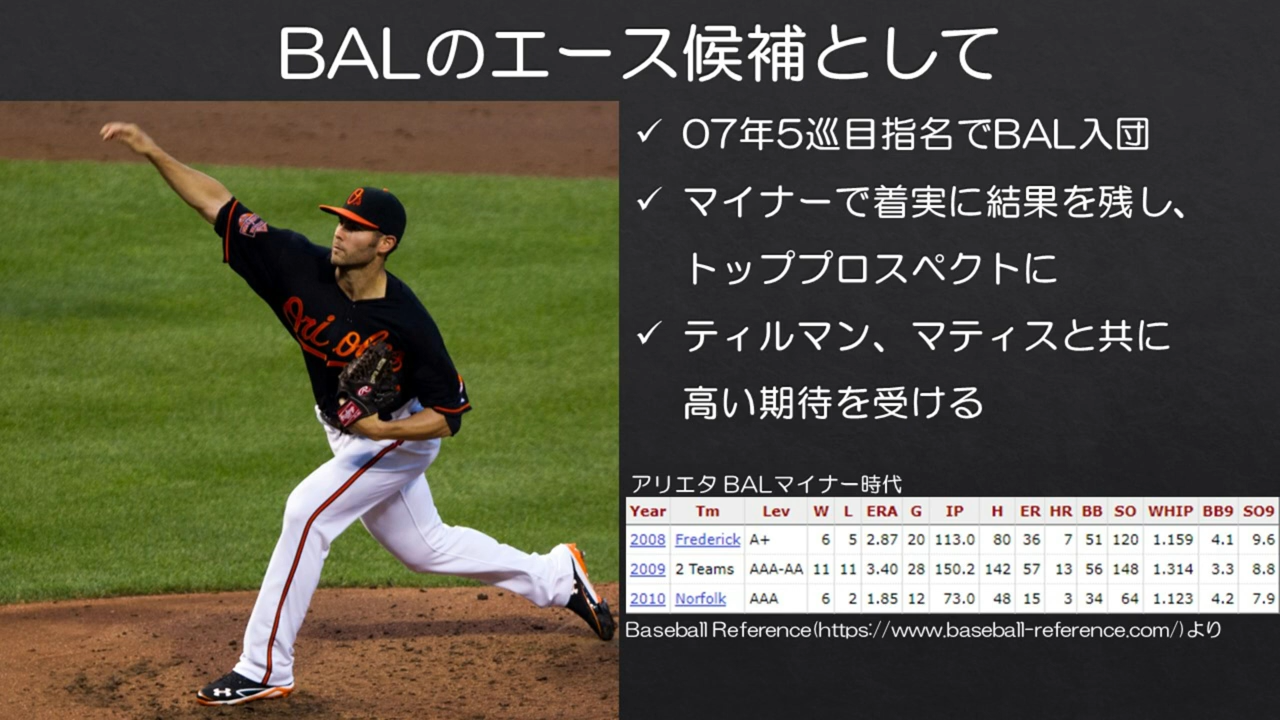 BALのエース候補として
Orioles
✓ 07年5巡目指名でBAL入団
✓ マイナーで着実に結果を残し、
トッププロスペクトに
✓ ティルマン、マティスと共に
高い期待を受ける
アリエタ BALマイナー時代
Year Tm Lev W L ERA G IP H ER HR BB SO WHIP BB9 SO9
2008 Frederick A+ 6 5 2.87 20 113.0 80 36 7 51 120 1.159 4.1 9.6
2009 2 Teams AAA-AA 11 11 3.40 28 150.2 142 57 13 56 148 1.314 3.3 8.8
2010 Norfolk AAA 6 2 1.85 12 73.0 48 15 3 34 64 1.123 4.2 7.9
Baseball Reference(https://www.baseball-reference.com/)より